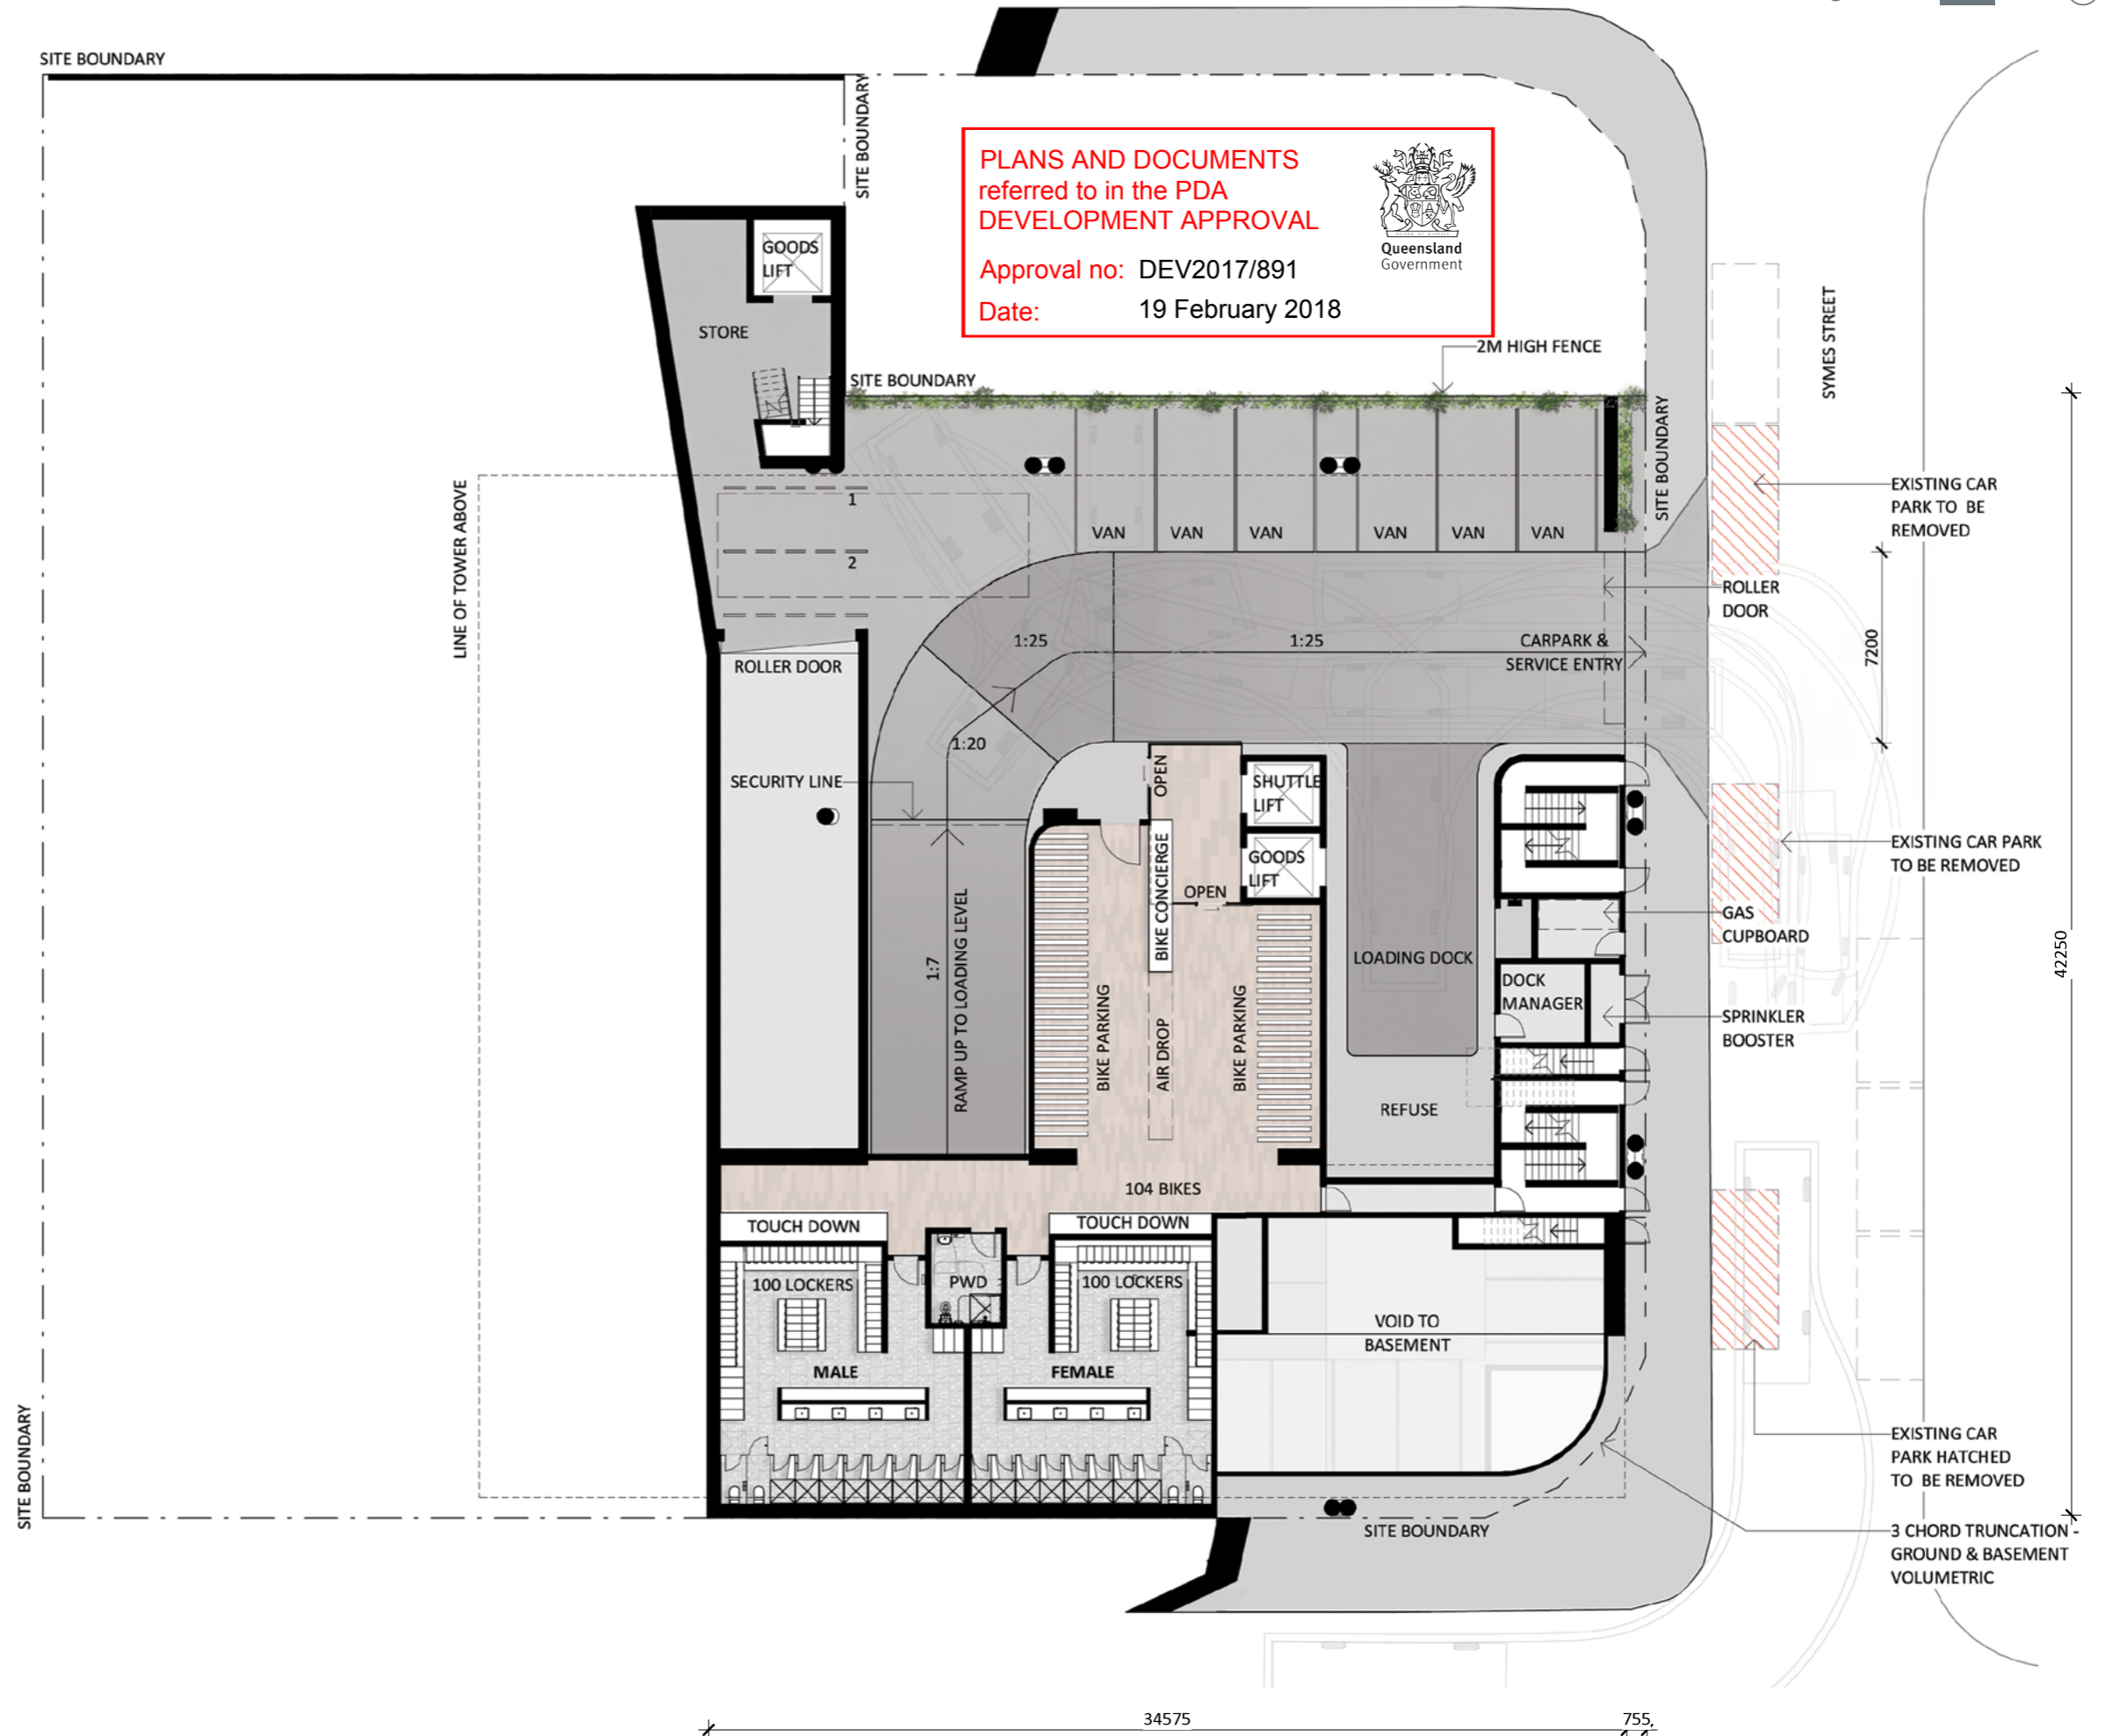 SITE BOUNDARY
SITE BOUNDARY
PLANS AND DOCUMENTS
referred to in the PDA
DEVELOPMENT APPROVAL
Approval no: DEV2017/891
Date: 19 February 2018
Queensland
Government
GOODS
LIFT
STORE
2M HIGH FENCE
SYMES STREET
SITE BOUNDARY
SITE BOUNDARY
LINE OF TOWER ABOVE
1
2
VAN
VAN
VAN
VAN
VAN
VAN
EXISTING CAR
PARK TO BE
REMOVED
ROLLER
DOOR
7200
ROLLER DOOR
1:25
1:25
CARPARK &
SERVICE ENTRY
1:20
SECURITY LINE
OPEN
SHUTTLE
LIFT
GOODS
LIFT
OPEN
BIKE CONCIERGE
EXISTING CAR PARK
TO BE REMOVED
GAS
CUPBOARD
1:7
RAMP UP TO LOADING LEVEL
LOADING DOCK
DOCK
MANAGER
SPRINKLER
BOOSTER
42250
BIKE PARKING
AIR DROP
BIKE PARKING
REFUSE
104 BIKES
TOUCH DOWN
TOUCH DOWN
100 LOCKERS
PWD
100 LOCKERS
MALE
FEMALE
VOID TO
BASEMENT
SITE BOUNDARY
EXISTING CAR
PARK HATCHED
TO BE REMOVED
SITE BOUNDARY
3 CHORD TRUNCATION -
GROUND & BASEMENT
VOLUMETRIC
34575
755